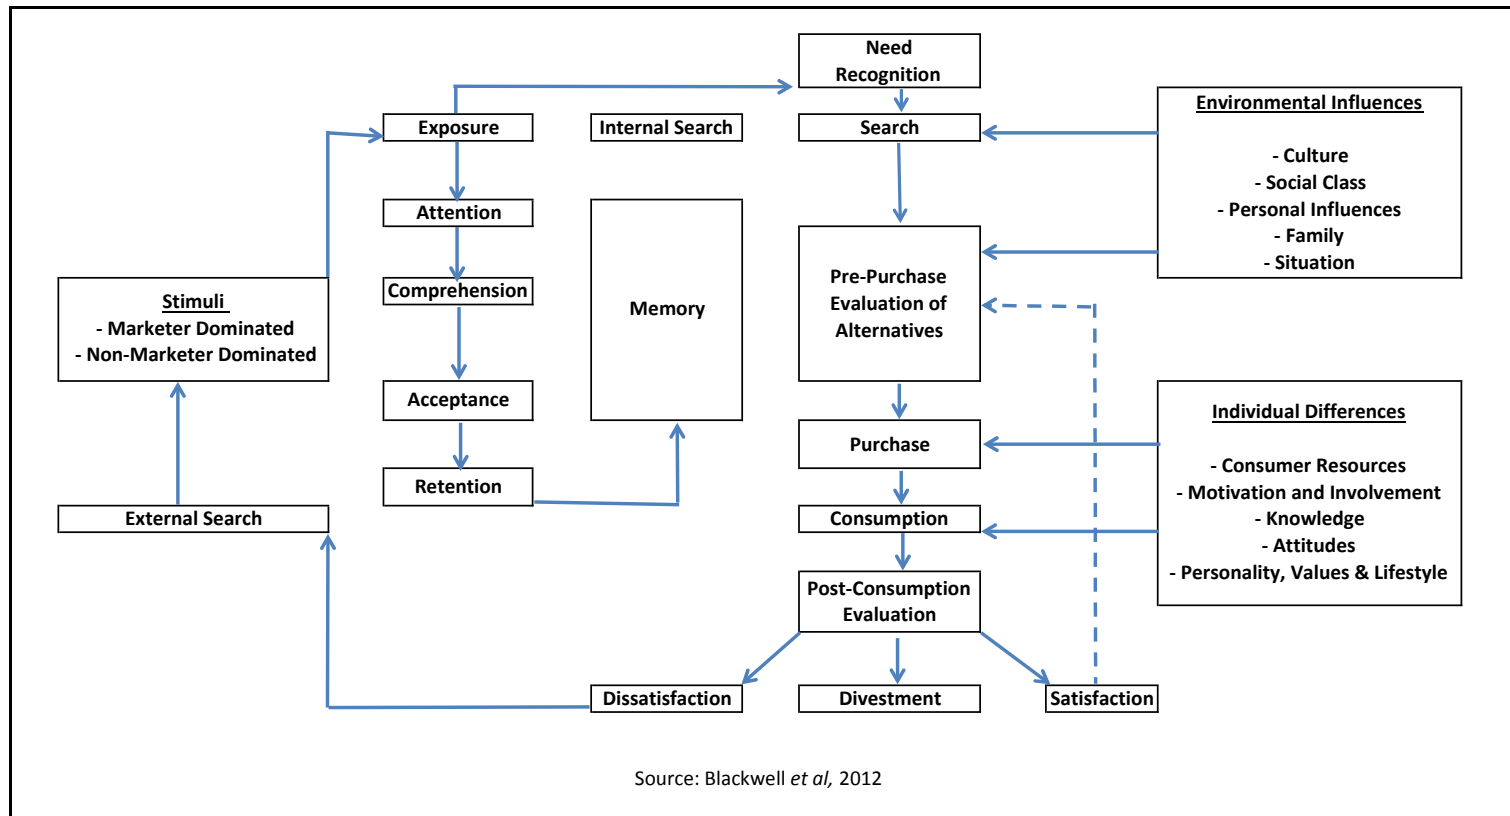 Need
Recognition
Exposure
Internal Search
Search
Environmental Influences
- Culture
- Social Class
- Personal Influences
- Family
- Situation
Attention
Memory
Pre-Purchase
Evaluation of
Alternatives
Comprehension
Stimuli
- Marketer Dominated
- Non-Marketer Dominated
Acceptance
Individual Differences
- Consumer Resources
- Motivation and Involvement
- Knowledge
- Attitudes
- Personality, Values & Lifestyle
Purchase
Retention
External Search
Consumption
Post-Consumption
Evaluation
Dissatisfaction
Divestment
Satisfaction
Source: Blackwell et al, 2012